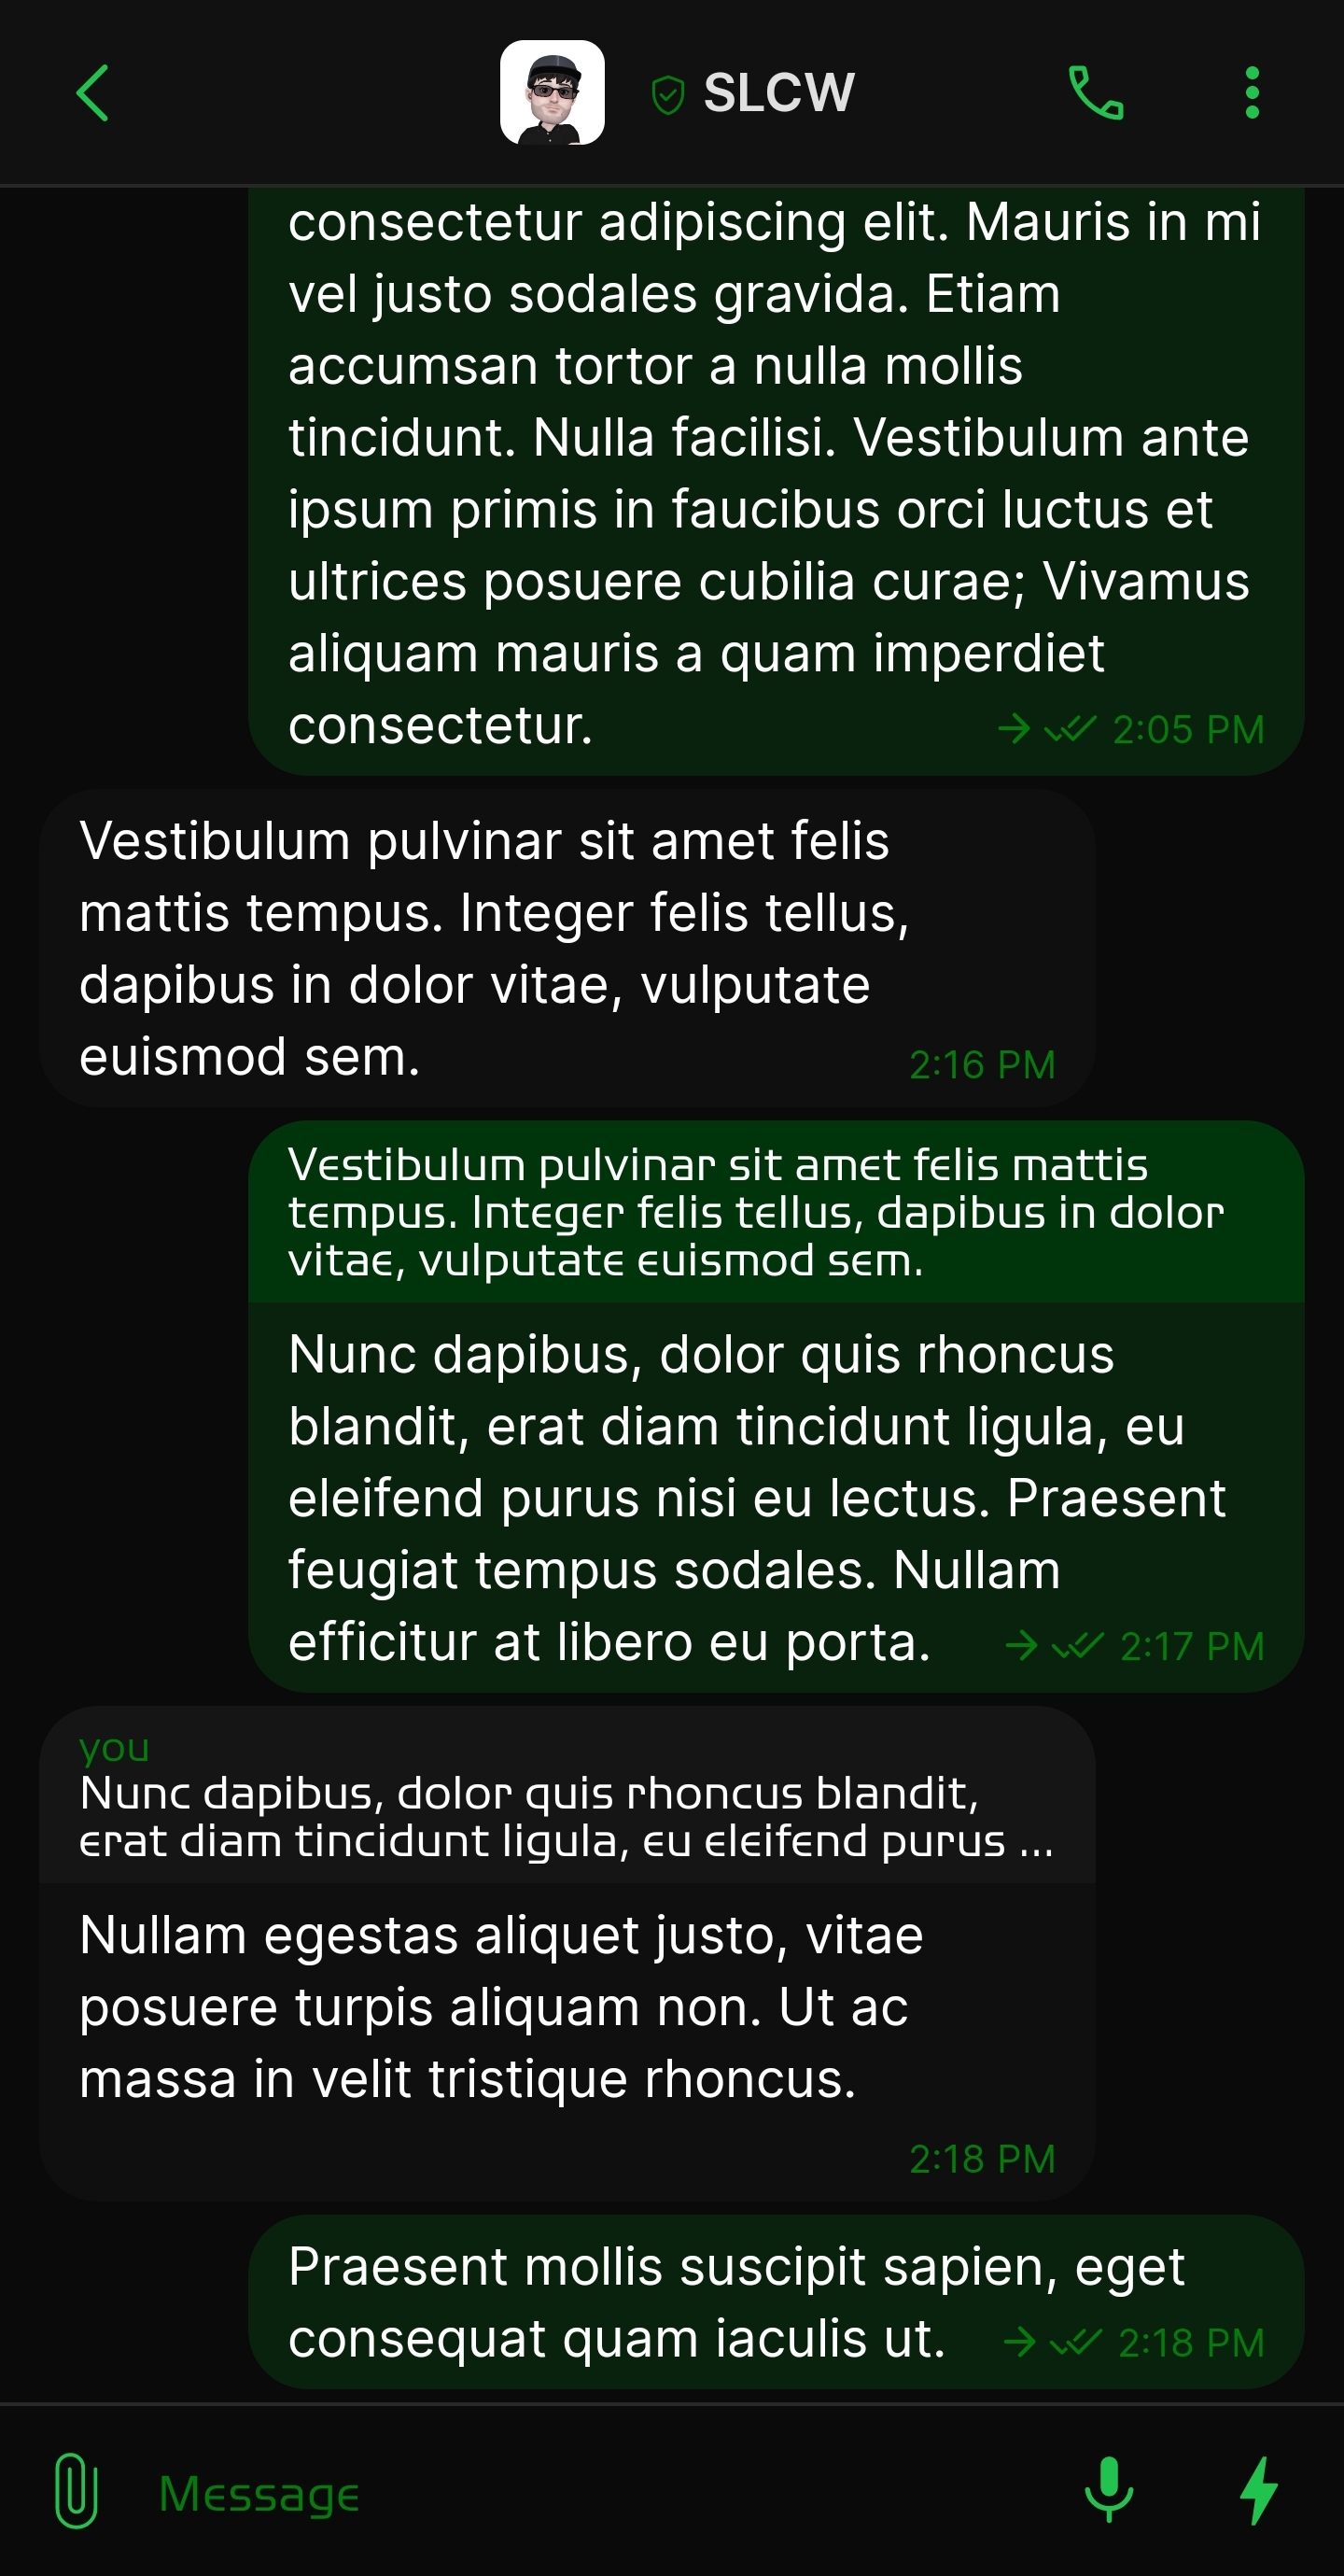 SLCW
consectetur adipiscing elit. Mauris in mi
vel justo sodales gravida. Etiam
accumsan tortor a nulla mollis
tincidunt. Nulla facilisi. Vestibulum ante
ipsum primis in faucibus orci luctus et
ultrices posuere cubilia curae; Vivamus
aliquam mauris a quam imperdiet
consectetur. 2:05 PM
Vestibulum pulvinar sit amet felis
mattis tempus. Integer felis tellus,
dapibus in dolor vitae, vulputate
euismod sem. 2:16 PM
Vestibulum pulvinar sit amet felis mattis
tempus. Integer felis tellus, dapibus in dolor
vitae, vulputate euismod sem.
Nunc dapibus, dolor quis rhoncus
blandit, erat diam tincidunt ligula, eu
eleifend purus nisi eu lectus. Praesent
feugiat tempus sodales. Nullam
efficitur at libero eu porta. 2:17 PM
you
Nunc dapibus, dolor quis rhoncus blandit,
erat diam tincidunt ligula, eu eleifend purus ...
Nullam egestas aliquet justo, vitae
posuere turpis aliquam non. Ut ac
massa in velit tristique rhoncus.
2:18 PM
Praesent mollis suscipit sapien, eget
consequat quam iaculis ut. 2:18 PM
Message